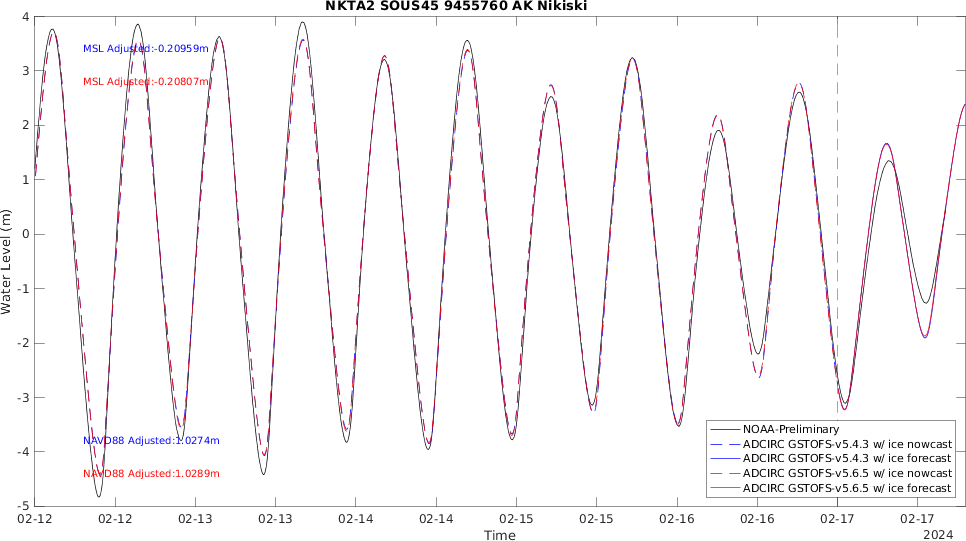 NKTA2 SOUS45 9455760 AK Nikiski
4
3
2
1
0
-1
-2
-3
-4
-5
Water Level (m)
MSL Adjusted:-0.20959m
MSL Adjusted:-0.20807m
NAVD88 Adjusted:1.0274m
NAVD88 Adjusted:1.0289m
NOAA-Preliminary
ADCIRC GSTOFS-v5.4.3 w/ ice nowcast
ADCIRC GSTOFS-v5.4.3 w/ ice forecast
ADCIRC GSTOFS-v5.6.5 w/ ice nowcast
ADCIRC GSTOFS-v5.6.5 w/ ice forecast
02-12 02-12 02-13 02-13 02-14 02-14 02-15 02-15 02-16 02-16 02-17 02-17
Time
2024